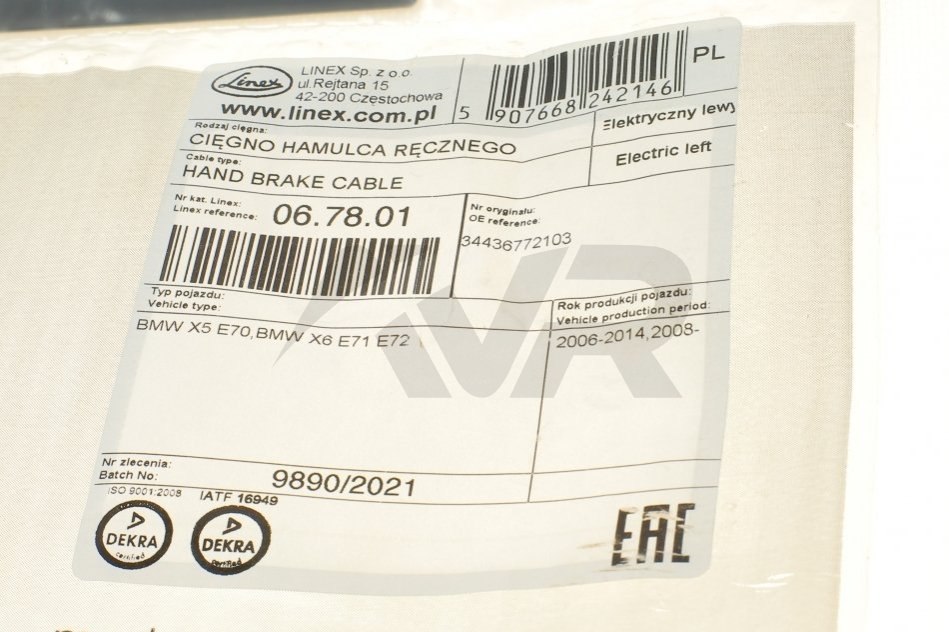 Linex
LINEX Sp. z o.o.
ul.Rejtana 15
42-200 Częstochowa
www.linex.com.pl
5 907668 242146
PL
Rodzaj cięgna:
CIĘGNO HAMULCA RĘCZNEGO
Elektryczny lewy
Cable type:
HAND BRAKE CABLE
Electric left
Nr kat. Linex:
Linex reference:
06.78.01
Nr oryginału:
OE reference:
34436772103
Typ pojazdu:
Vehicle type:
BMW X5 E70,BMW X6 E71 E72
Rok produkcji pojazdu:
Vehicle production period:
2006-2014,2008-
VR
Nr zlecenia:
Batch No:
9890/2021
ISO 9001:2008
IATF 16949
DEKRA
certified
DEKRA
certified
EAC